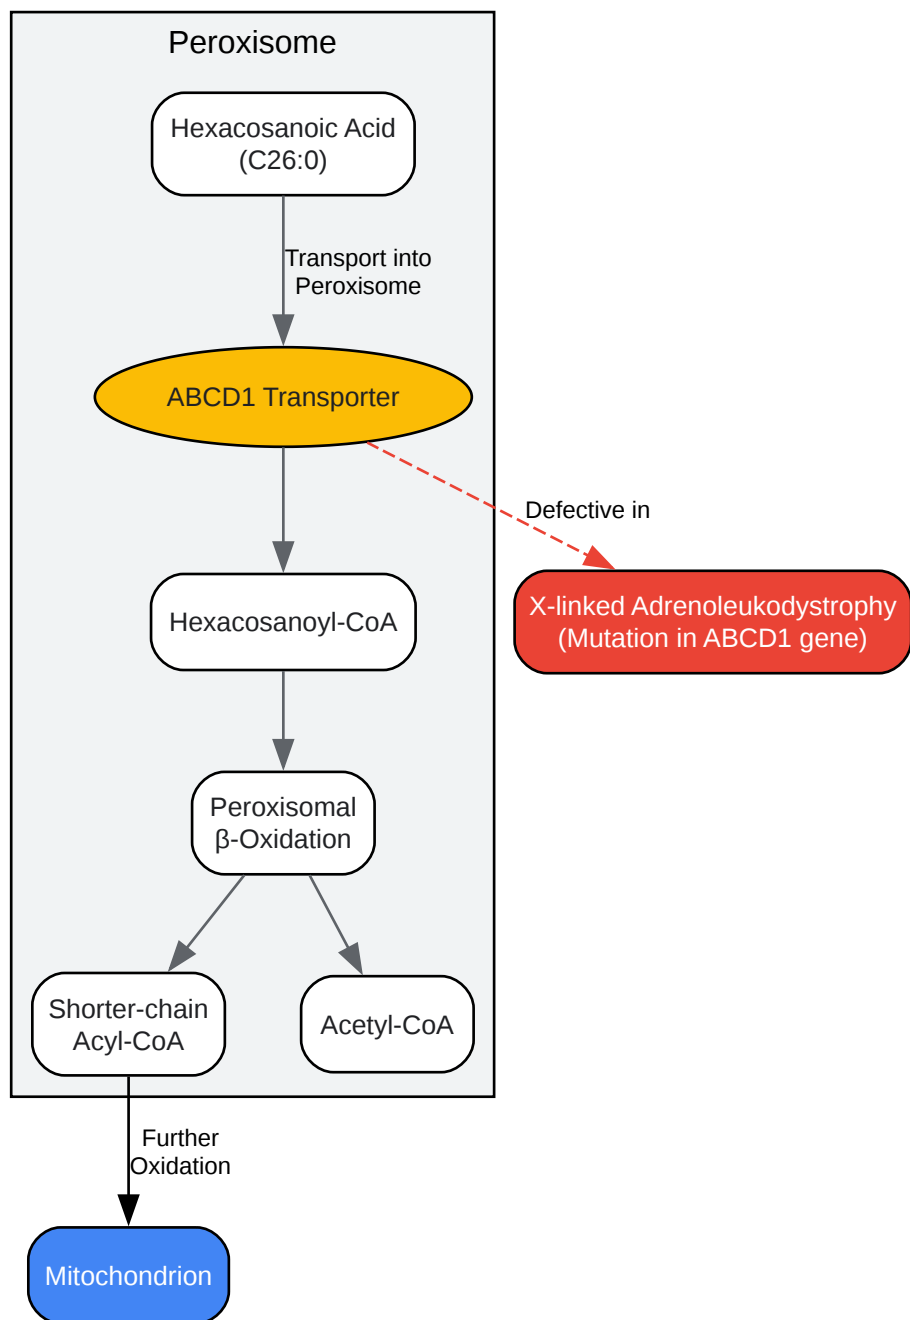 Peroxisome
Hexacosanoic Acid
(C26:0)
Transport into
Peroxisome
ABCD1 Transporter
Defective in
X-linked Adrenoleukodystrophy
(Mutation in ABCD1 gene)
Hexacosanoyl-CoA
Peroxisomal
β-Oxidation
Shorter-chain
Acyl-CoA
Acetyl-CoA
Further
Oxidation
Mitochondrion